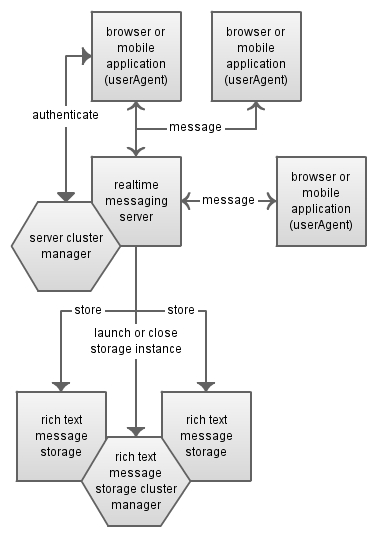 browser or
mobile
application
(userAgent)
browser or
mobile
application
(userAgent)
authenticate
message
realtime
messaging
server
message
browser or
mobile
application
(userAgent)
server cluster
manager
store
store
launch or close
storage instance
rich text
message
storage
rich text
message
storage
rich text
message
storage cluster
manager